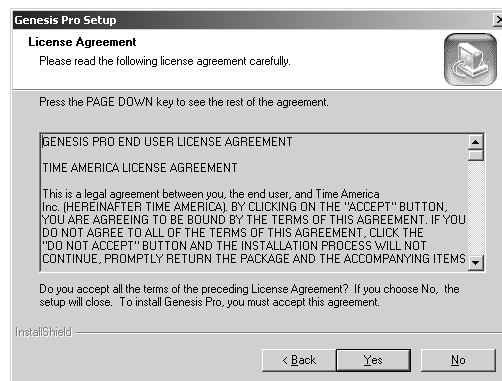 Genesis Pro Setup
License Agreement
Please read the following license agreement carefully.
Press the PAGE DOWN key to see the rest of the agreement.
GENESIS PRO END USER LICENSE AGREEMENT
TIME AMERICA LICENSE AGREEMENT
This is a legal agreement between you, the end user, and Time America
Inc. (HEREINAFTER TIME AMERICA). BY CLICKING ON THE "ACCEPT" BUTTON,
YOU ARE AGREEING TO BE BOUND BY THE TERMS OF THIS AGREEMENT. IF YOU
DO NOT AGREE TO ALL OF THE TERMS OF THIS AGREEMENT, CLICK THE
"DO NOT ACCEPT" BUTTON AND THE INSTALLATION PROCESS WILL NOT
CONTINUE, PROMPTLY RETURN THE PACKAGE AND THE ACCOMPANYING ITEMS
Do you accept all the terms of the preceding License Agreement? If you choose No, the
setup will close. To install Genesis Pro, you must accept this agreement.
InstallShield
< Back
Yes
No